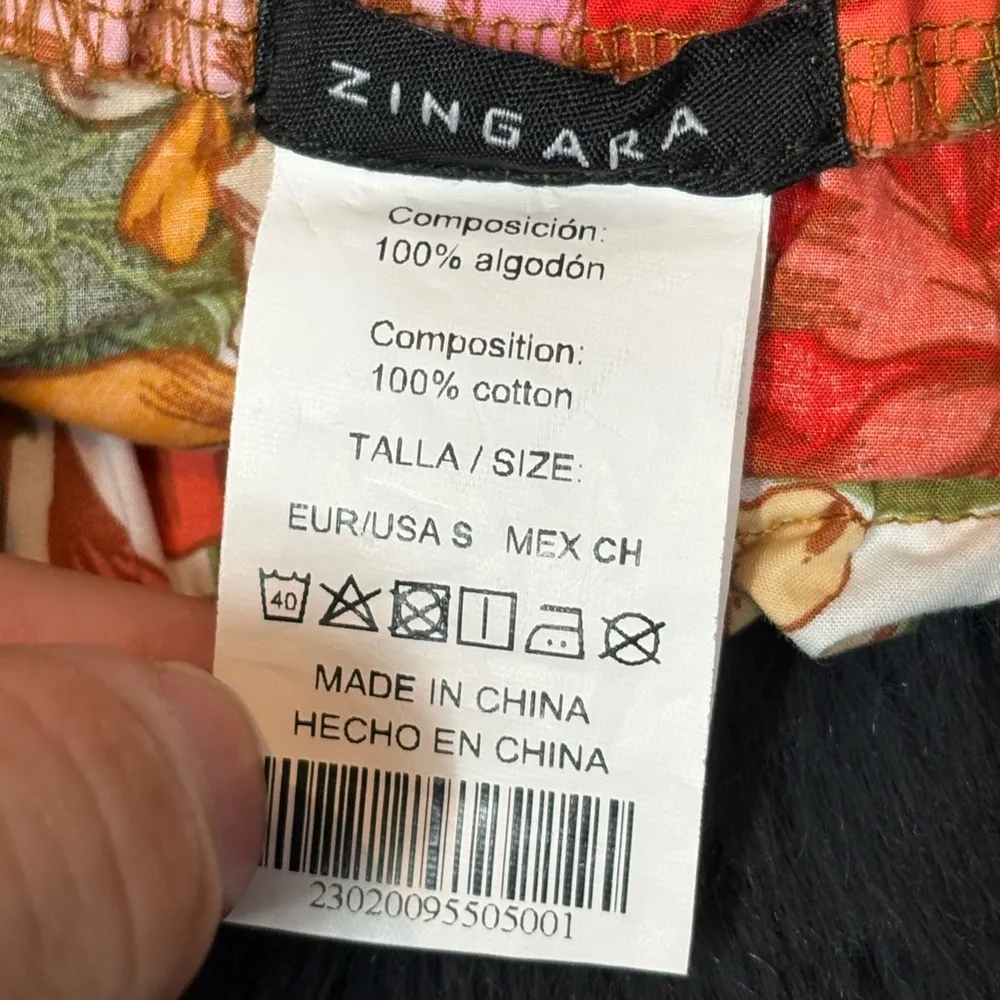 ZINGARA
Composición:
100% algodón
Composition:
100% cotton
TALLA / SIZE:
EUR/USA S MEX CH
40
MADE IN CHINA
HECHO EN CHINA
23020095505001